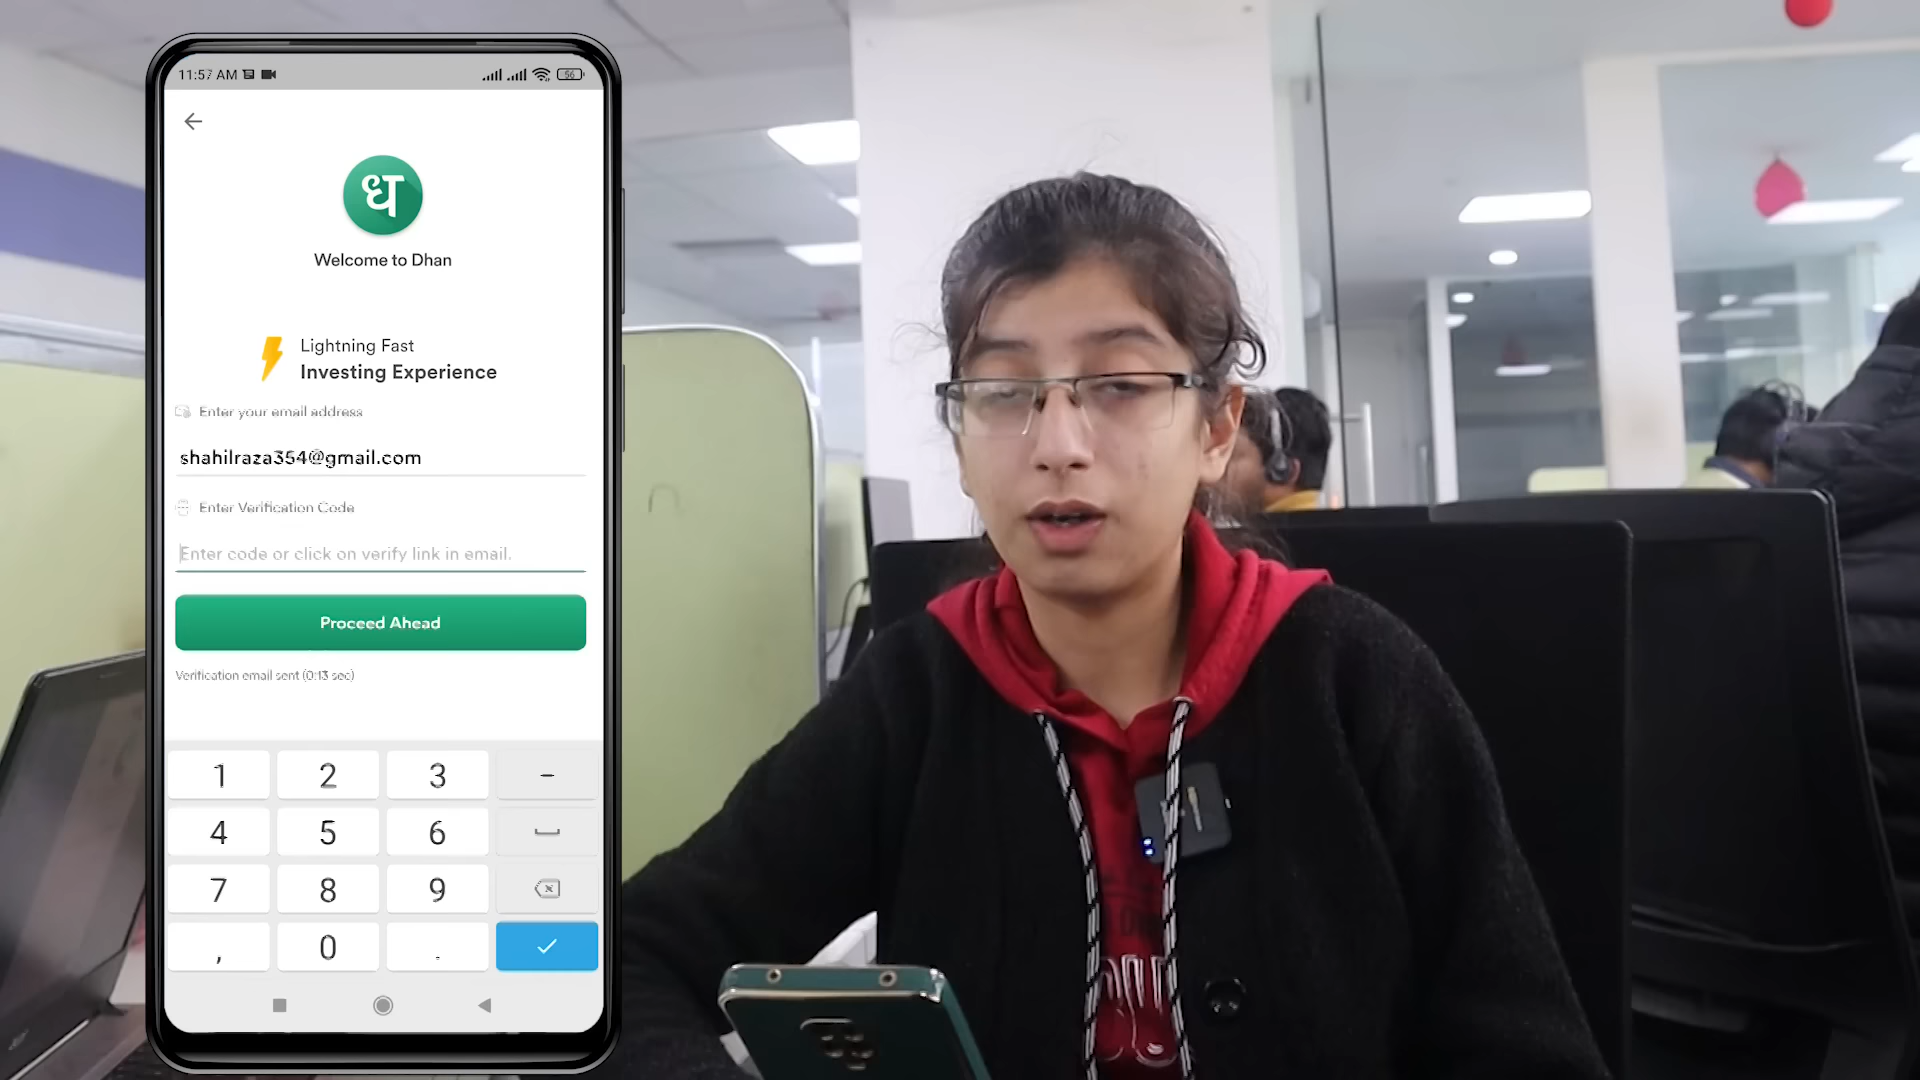 11:57 AM
56
ध
Welcome to Dhan
Lightning Fast
Investing Experience
Enter your email address
shahilraza354@gmail.com
Enter Verification Code
Enter code or click on verify link in email.
Proceed Ahead
Verification email sent (0:13 sec)
1 2 3 -
4 5 6
7 8 9
, 0 .